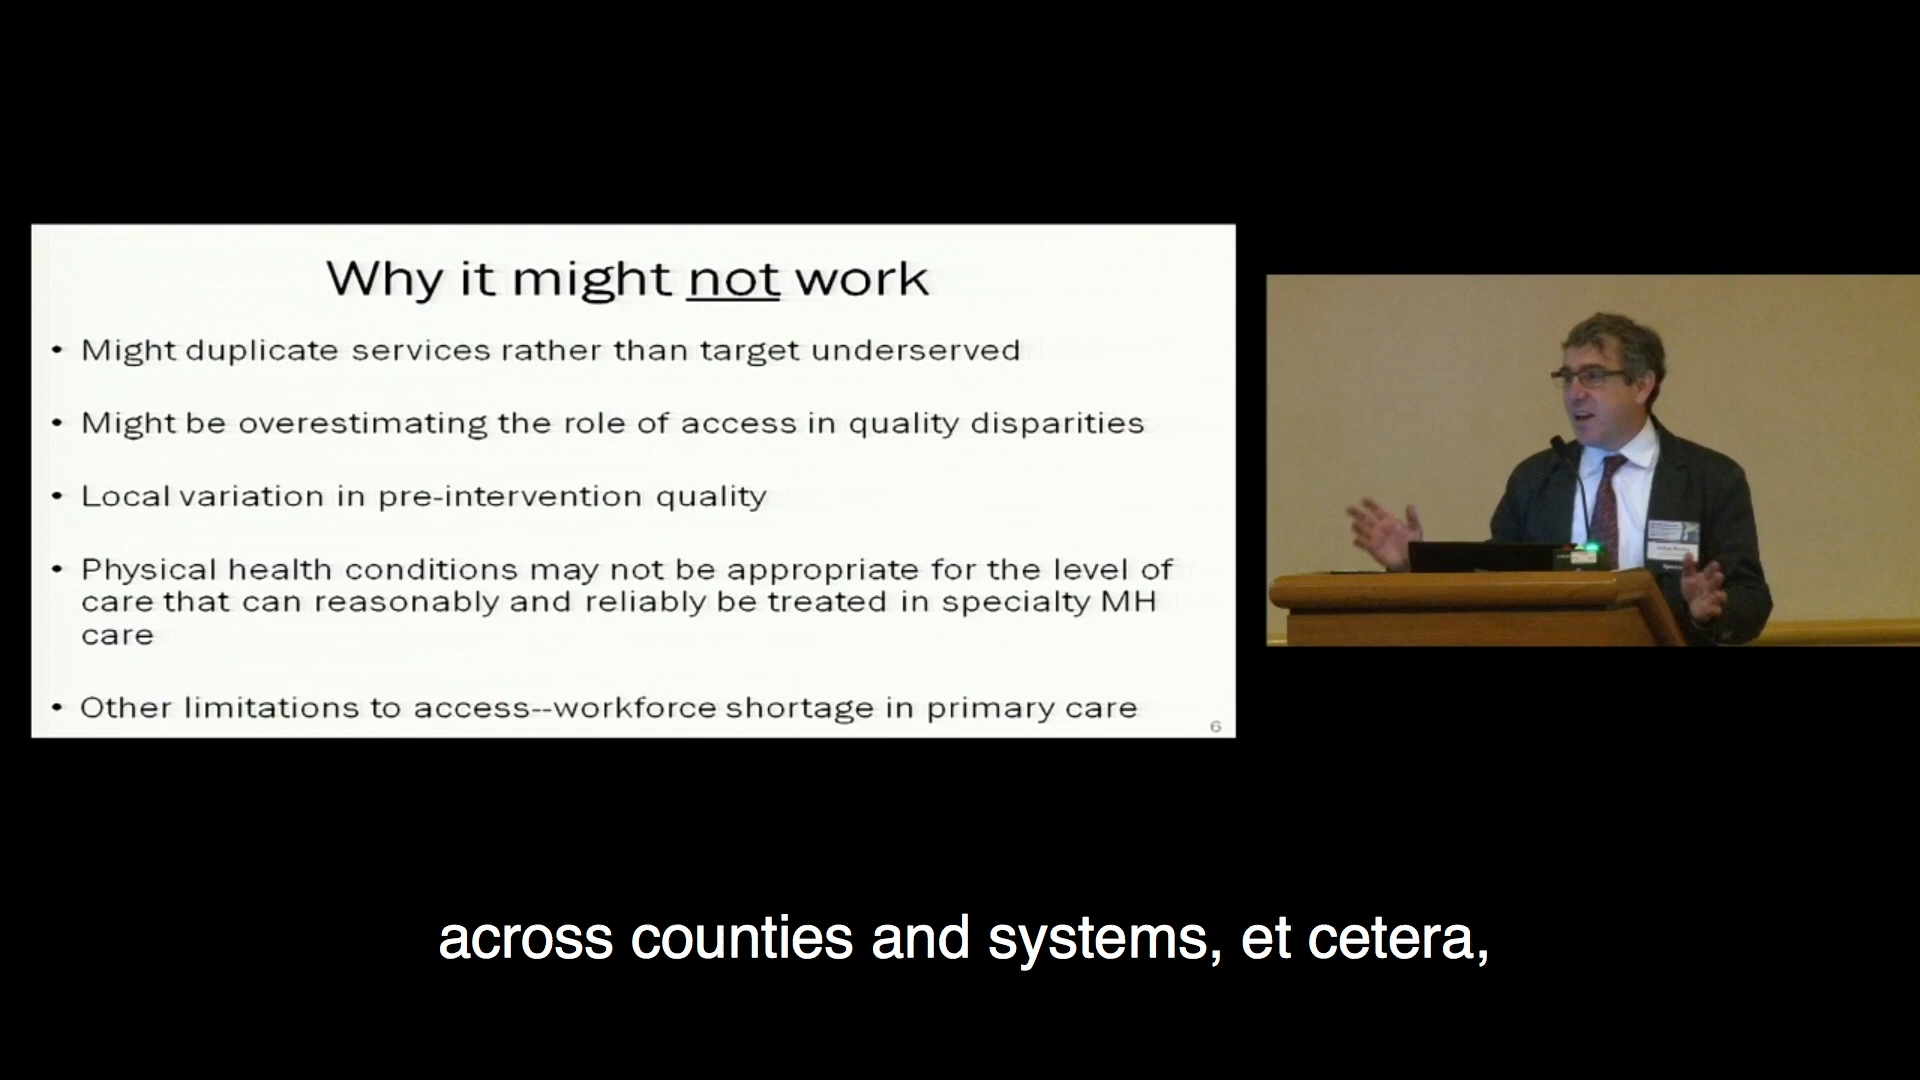 Why it might not work
• Might duplicate services rather than target underserved
• Might be overestimating the role of access in quality disparities
• Local variation in pre-intervention quality
• Physical health conditions may not be appropriate for the level of
care that can reasonably and reliably be treated in specialty MH
care
• Other limitations to access--workforce shortage in primary care
6
across counties and systems, et cetera,